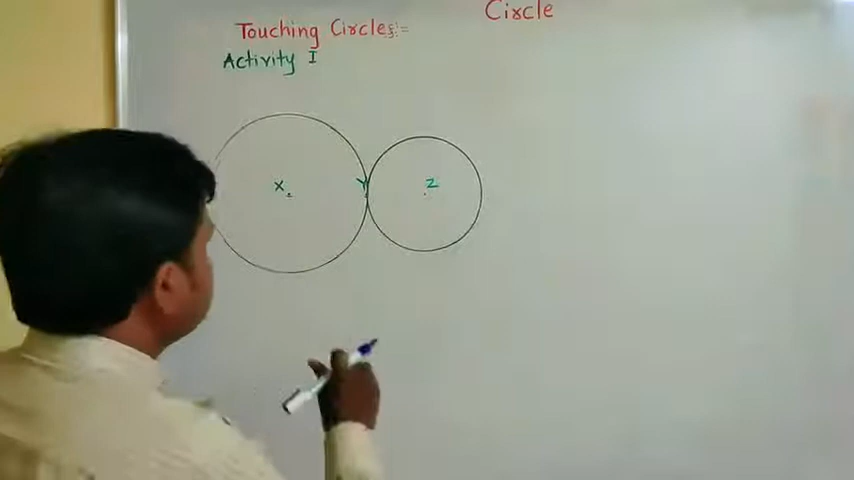 Circle
Touching Circles:=
Activity I
X
Y
Z